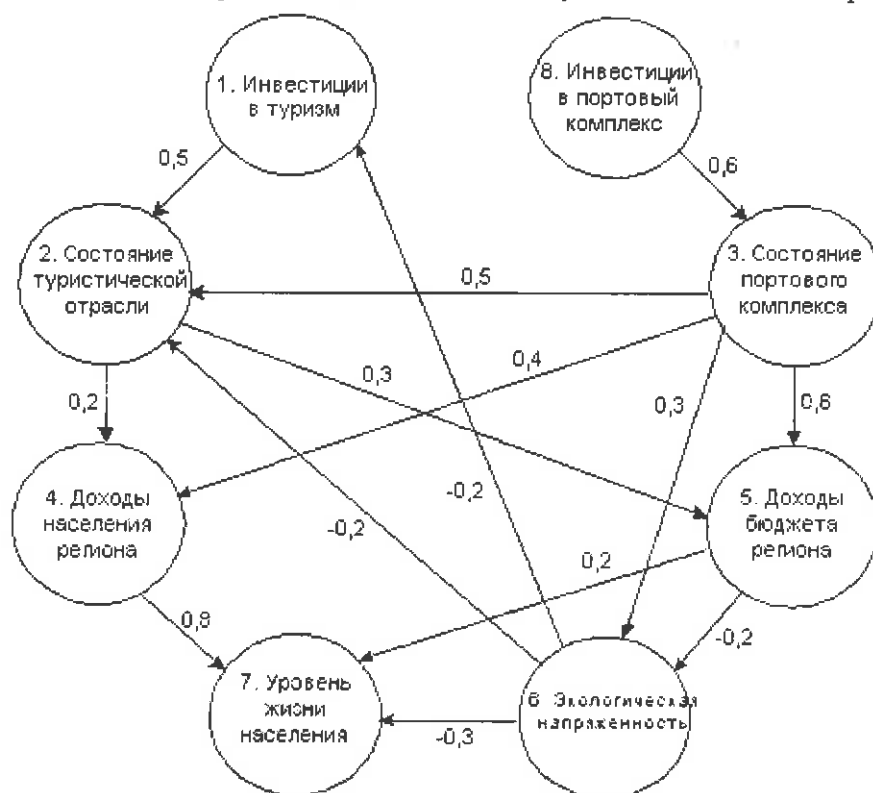 1. Инвестиции
в туризм
8. Инвестиции
в портовый
комплекс
0,5
0,6
2. Состояние
туристической
отрасли
3. Состояние
портового
комплекса
0,5
0,4
0,3
0,2
0,3
0,6
4. Доходы
населения
региона
-0,2
-0,2
5. Доходы
бюджета
региона
0,2
0,8
-0,2
7. Уровень
жизни
населения
6. Экологическая
напряженность
-0,3